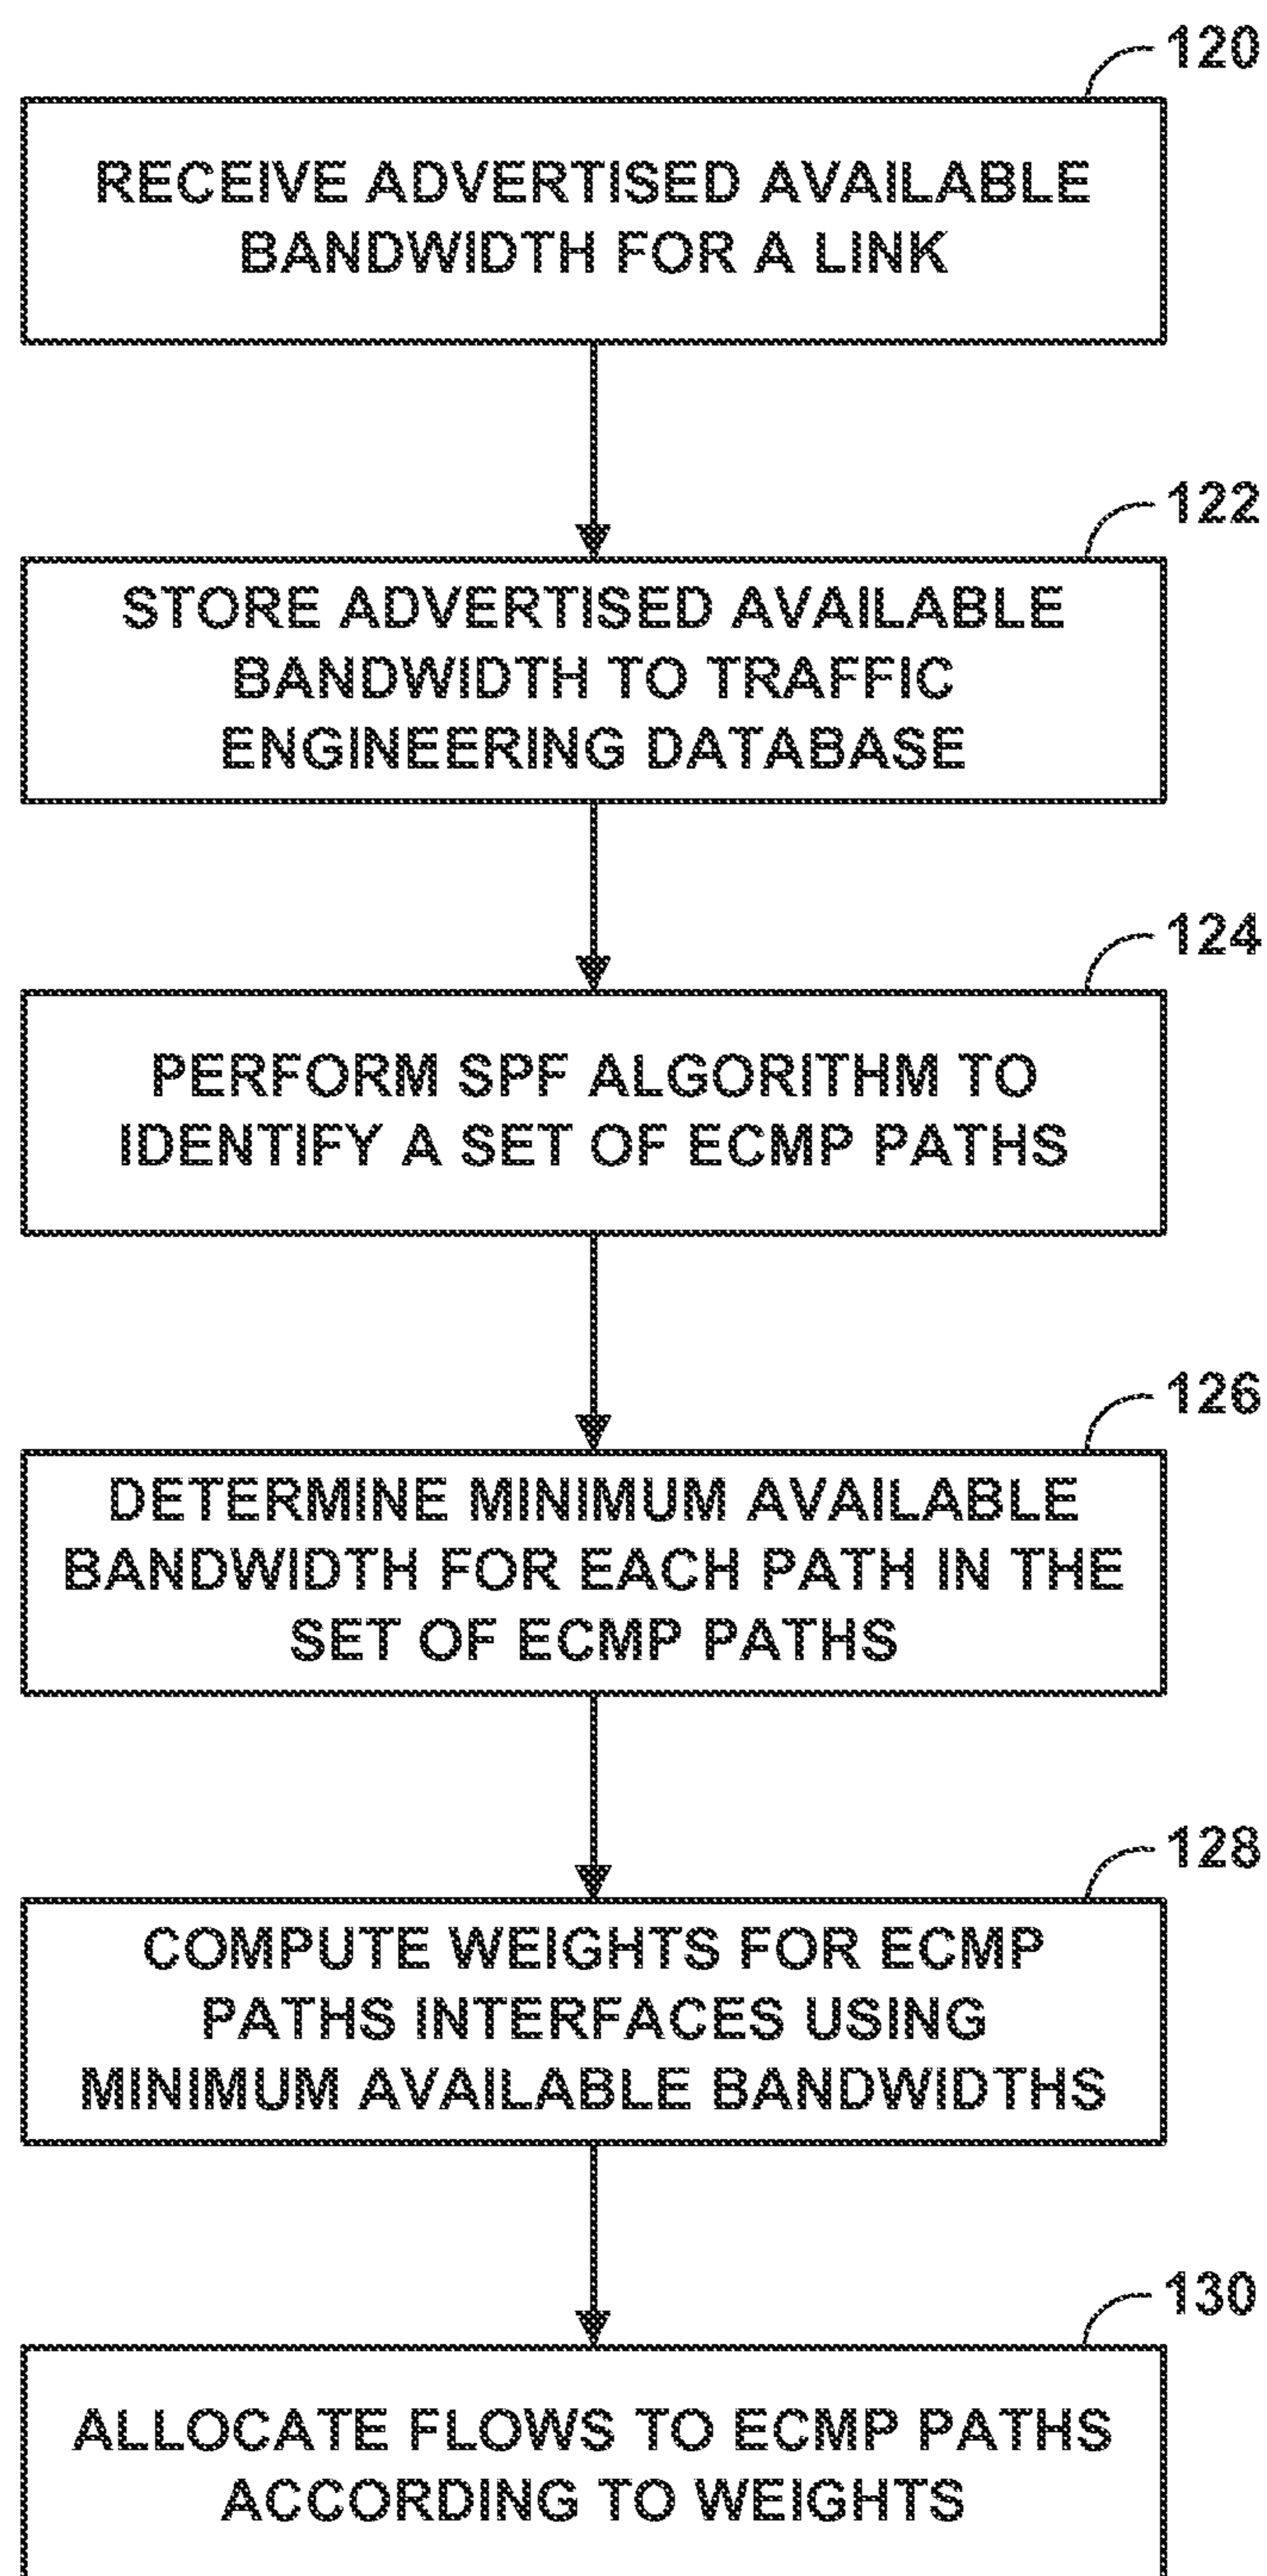 120
RECEIVE ADVERTISED AVAILABLE
BANDWIDTH FOR A LINK
122
STORE ADVERTISED AVAILABLE
BANDWIDTH TO TRAFFIC
ENGINEERING DATABASE
124
PERFORM SPF ALGORITHM TO
IDENTIFY A SET OF ECMP PATHS
126
DETERMINE MINIMUM AVAILABLE
BANDWIDTH FOR EACH PATH IN THE
SET OF ECMP PATHS
128
COMPUTE WEIGHTS FOR ECMP
PATHS INTERFACES USING
MINIMUM AVAILABLE BANDWIDTHS
130
ALLOCATE FLOWS TO ECMP PATHS
ACCORDING TO WEIGHTS